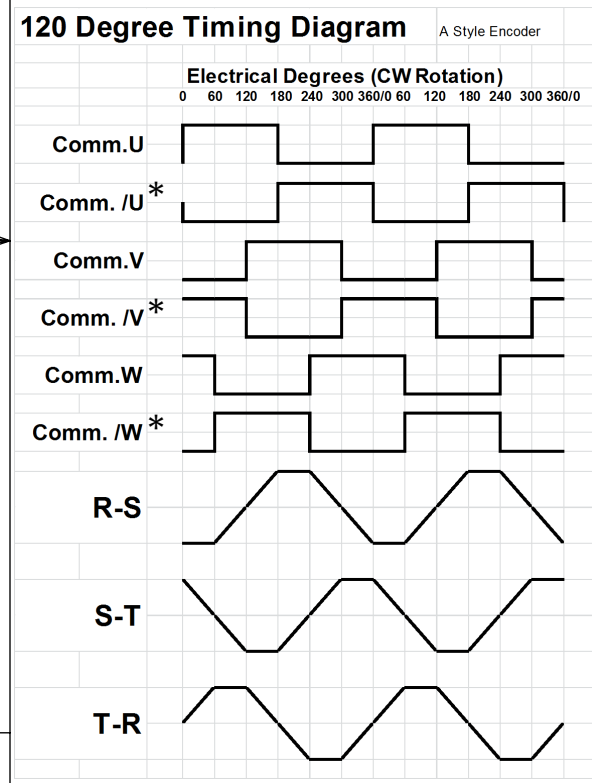 120 Degree Timing Diagram A Style Encoder
Electrical Degrees (CW Rotation)
0 60 120 180 240 300 360/0 60 120 180 240 300 360/0
Comm.U
Comm. /U*
Comm.V
Comm. /V*
Comm.W
Comm. /W*
R-S
S-T
T-R